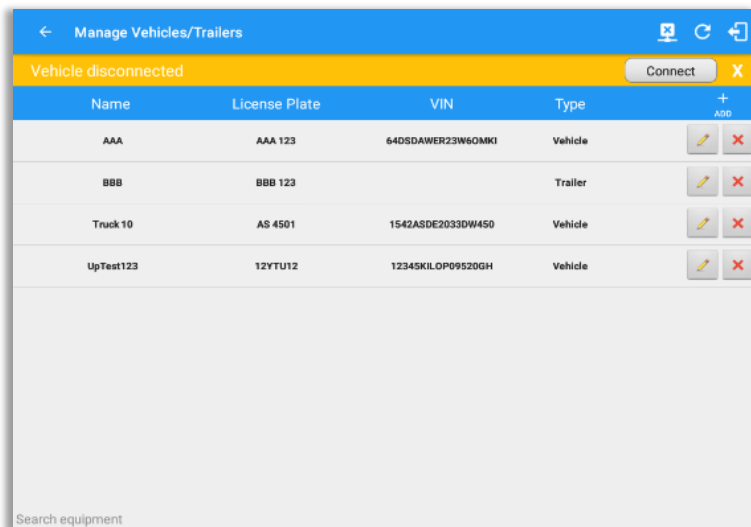 Manage Vehicles/Trailers
Vehicle disconnected Connect X
Name License Plate VIN Type ADD
AAA AAA 123 64DSDAWER23W6OMKI Vehicle
BBB BBB 123 Trailer
Truck 10 AS 4501 1542ASDE2033DW450 Vehicle
UpTest123 12YTU12 12345KILOP09520GH Vehicle
Search equipment